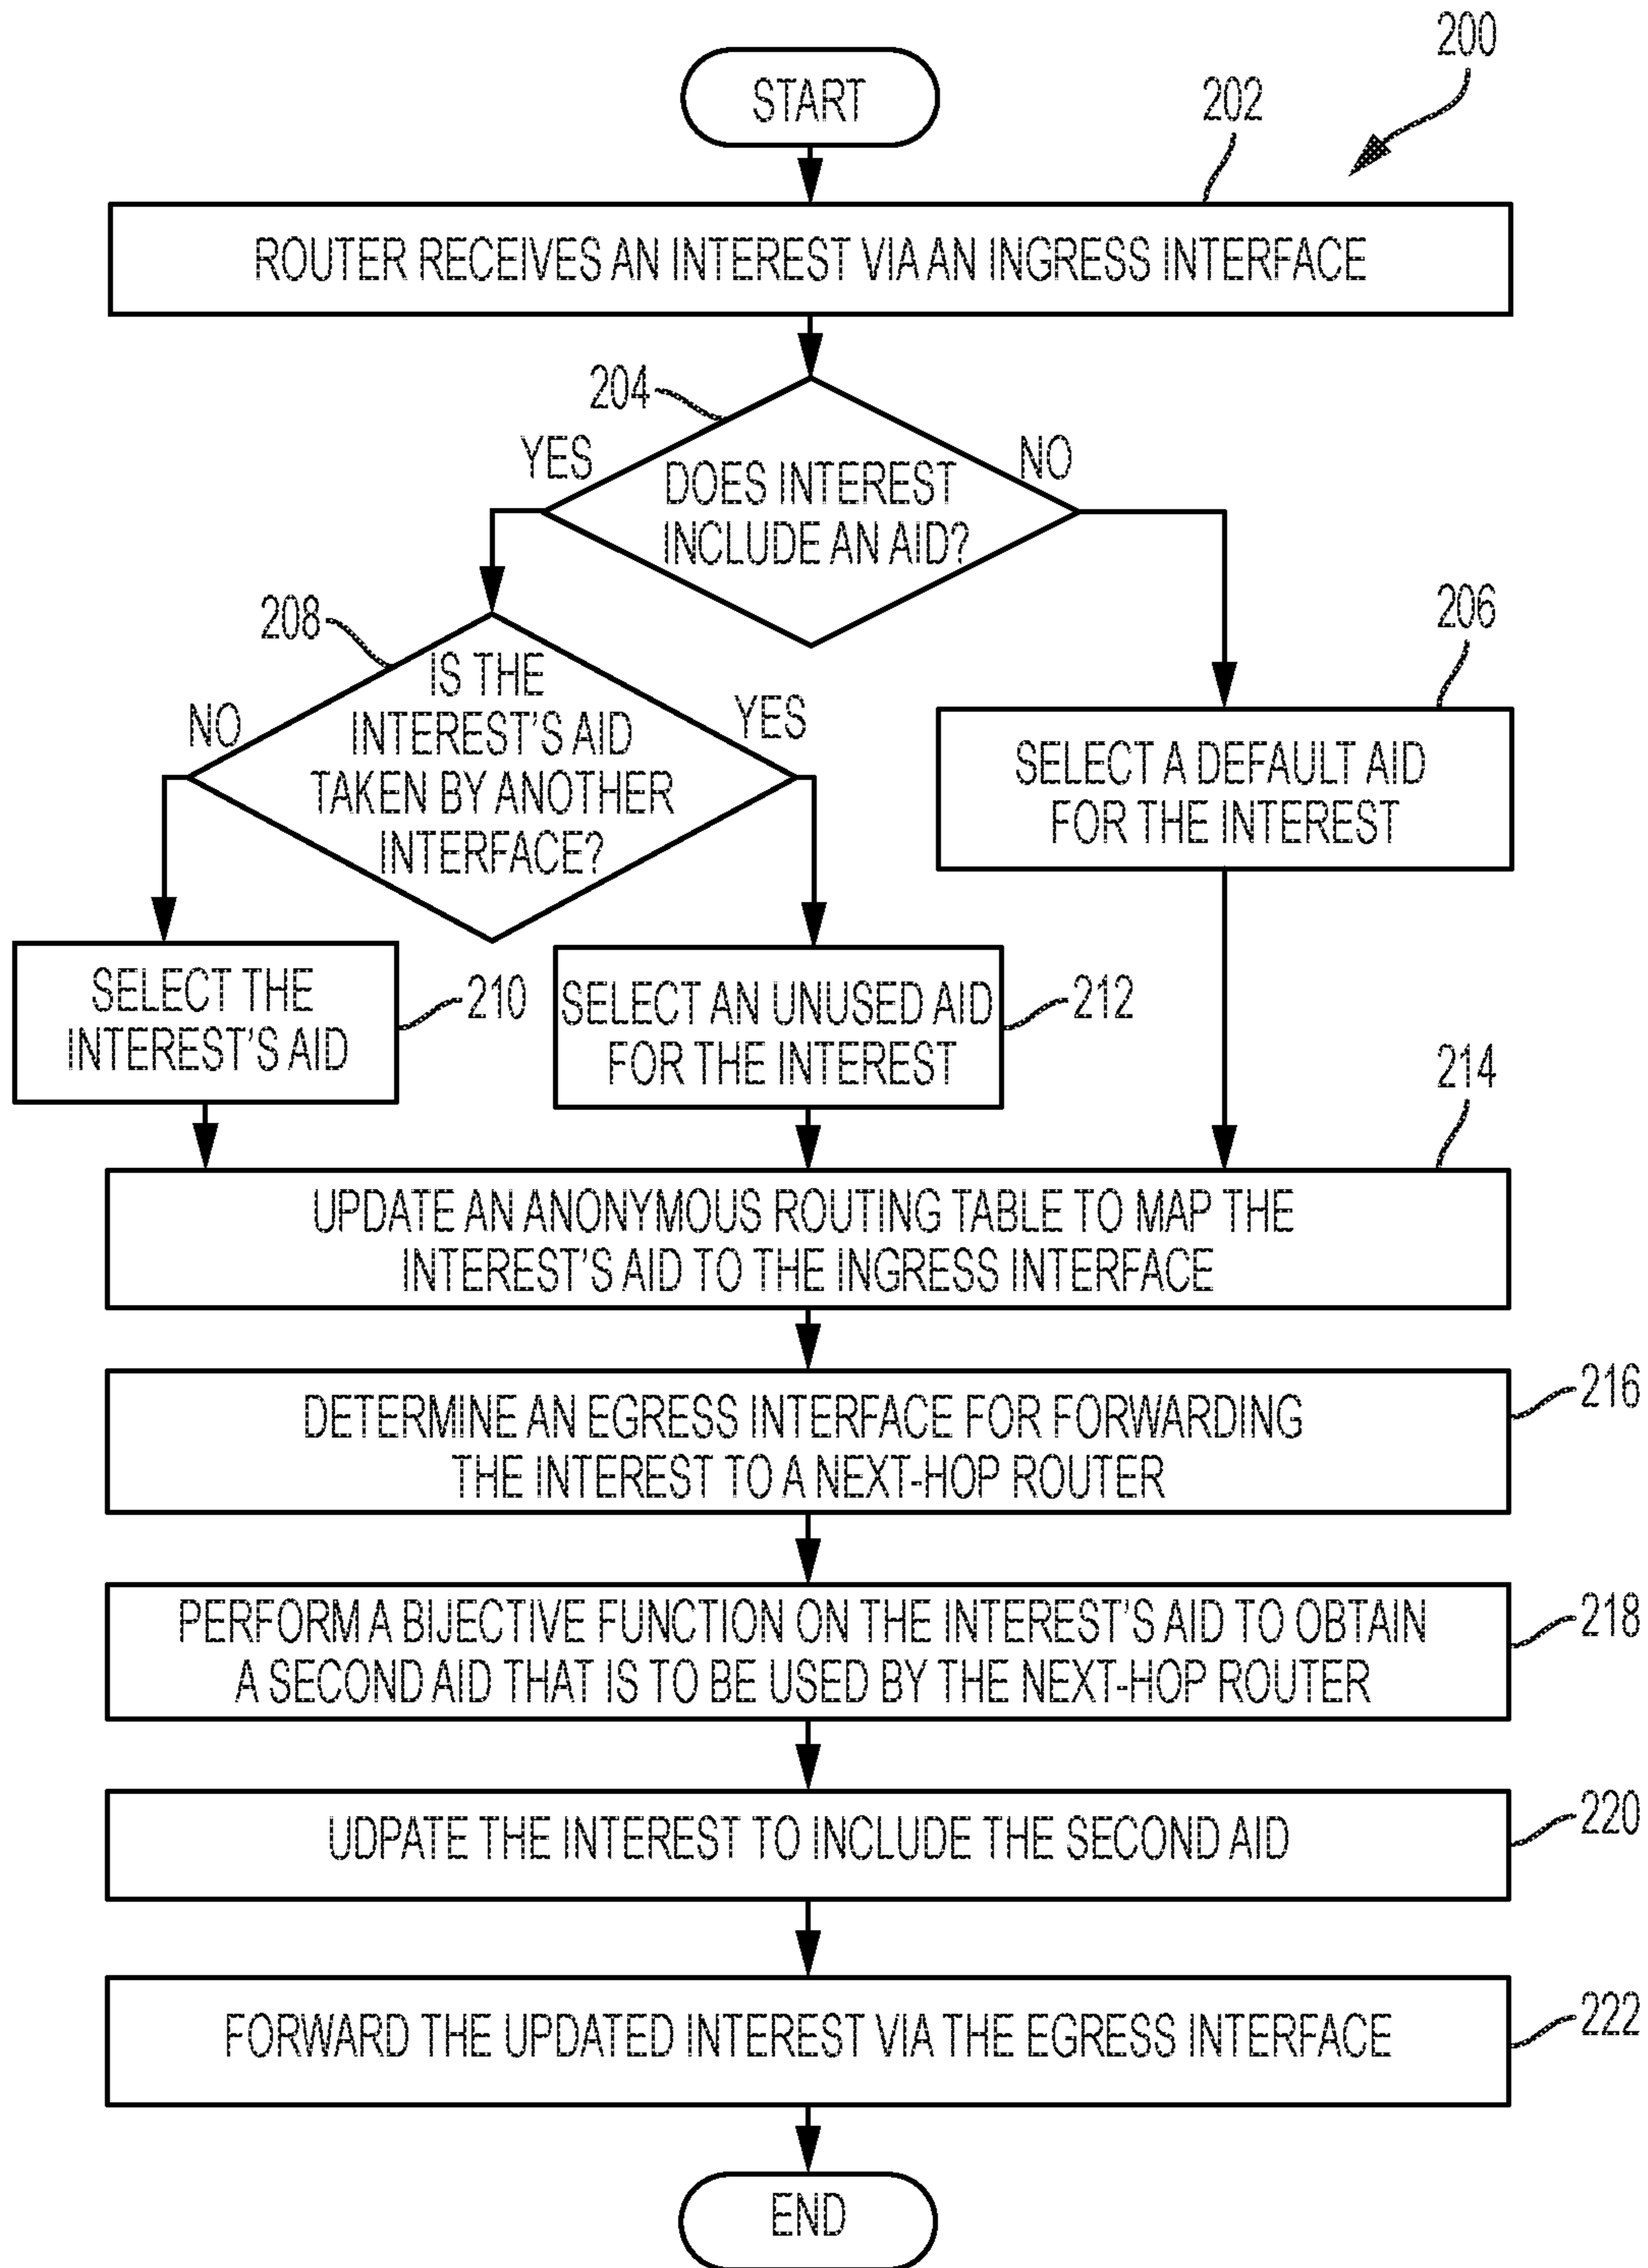 200
START
202
ROUTER RECEIVES AN INTEREST VIA AN INGRESS INTERFACE
204
YES
NO
DOES INTEREST
INCLUDE AN AID?
208
206
IS THE
INTEREST'S AID
TAKEN BY ANOTHER
INTERFACE?
NO
YES
SELECT A DEFAULT AID
FOR THE INTEREST
SELECT THE
INTEREST'S AID
210
SELECT AN UNUSED AID
FOR THE INTEREST
212
214
UPDATE AN ANONYMOUS ROUTING TABLE TO MAP THE
INTEREST'S AID TO THE INGRESS INTERFACE
DETERMINE AN EGRESS INTERFACE FOR FORWARDING
THE INTEREST TO A NEXT-HOP ROUTER
216
PERFORM A BIJECTIVE FUNCTION ON THE INTEREST'S AID TO OBTAIN
A SECOND AID THAT IS TO BE USED BY THE NEXT-HOP ROUTER
218
UDPATE THE INTEREST TO INCLUDE THE SECOND AID
220
FORWARD THE UPDATED INTEREST VIA THE EGRESS INTERFACE
222
END